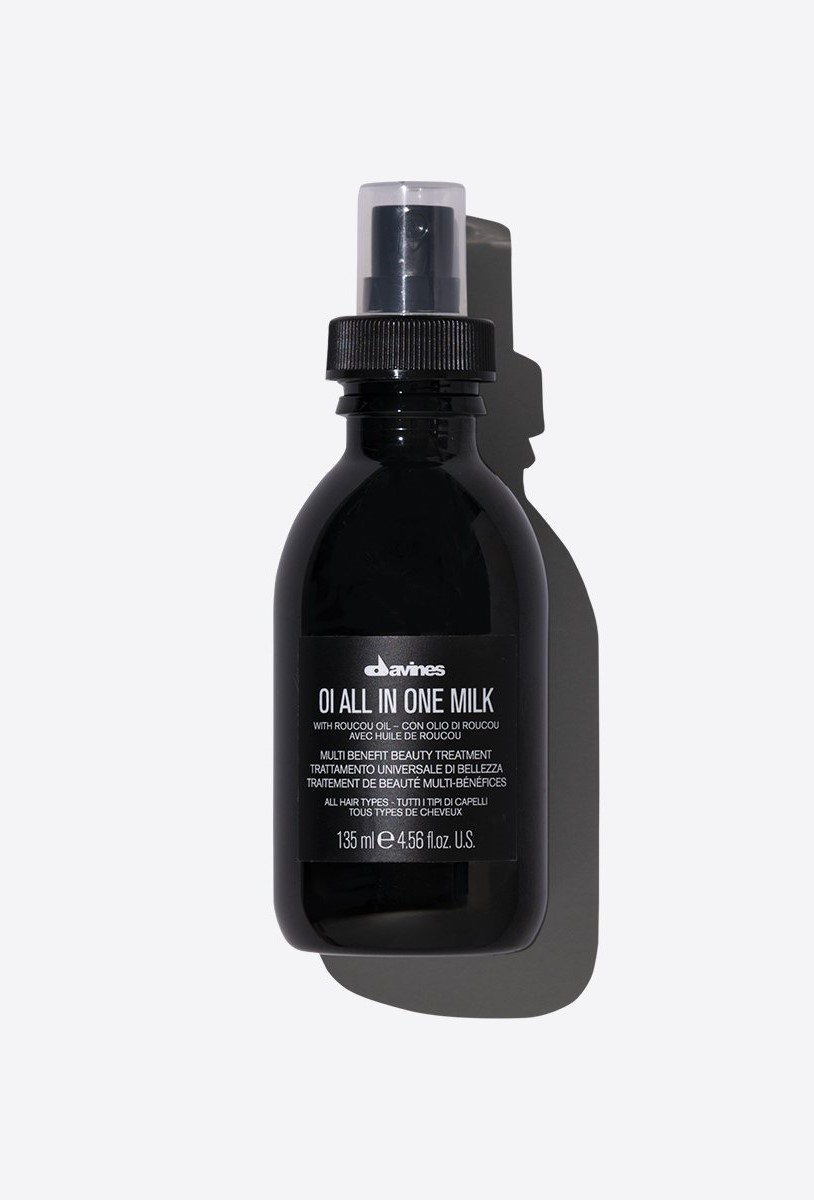 davines
OI ALL IN ONE MILK
WITH ROUCOU OIL – CON OLIO DI ROUCOU
AVEC HUILE DE ROUCOU
MULTI BENEFIT BEAUTY TREATMENT
TRATTAMENTO UNIVERSALE DI BELLEZZA
TRAITEMENT DE BEAUTÉ MULTI-BÉNÉFICES
ALL HAIR TYPES - TUTTI I TIPI DI CAPELLI
TOUS TYPES DE CHEVEUX
135 ml ℮ 4.56 fl.oz. U.S.